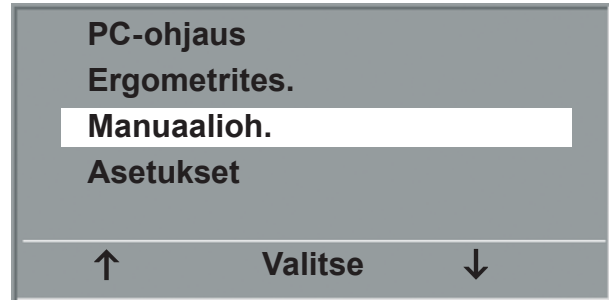 PC-ohjaus
Ergometrites.
Manuaalioh.
Asetukset
↑ Valitse ↓